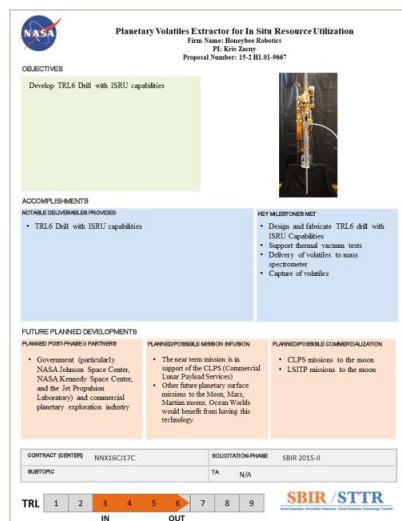 NASA
Planetary Volatiles Extractor for In Situ Resource Utilization
Firm Name: Honeybee Robotics
PI: Kris Zacny
Proposal Number: 15-2 H1.01-9667
OBJECTIVES
Develop TRL6 Drill with ISRU capabilities
ACCOMPLISHMENTS
NOTABLE DELIVERABLES PROVIDED
• TRL6 Drill with ISRU capabilities
KEY MILESTONES MET
• Design and fabricate TRL6 drill with
ISRU Capabilities
• Support thermal vacuum tests
• Delivery of volatiles to mass
spectrometer
• Capture of volatiles
FUTURE PLANNED DEVELOPMENTS
PLANNED POST-PHASE II PARTNERS
• Government (particularly
NASA Johnson Space Center,
NASA Kennedy Space Center,
and the Jet Propulsion
Laboratory) and commercial
planetary exploration industry
PLANNED/POSSIBLE MISSION INFUSION
• The near term mission is in
support of the CLPS (Commercial
Lunar Payload Services)
• Other future planetary surface
missions to the Moon, Mars,
Martian moons, Ocean Worlds
would benefit from having this
technology.
PLANNED/POSSIBLE COMMERCIALIZATION
• CLPS missions to the moon
• LSITP missions to the moon
CONTRACT (CENTER) NNX16CJ17C
SOLICITATION-PHASE SBIR 2015-II
SUBTOPIC
TA N/A
TRL 1 2 3 4 5 6 7 8 9
IN OUT
SBIR/STTR